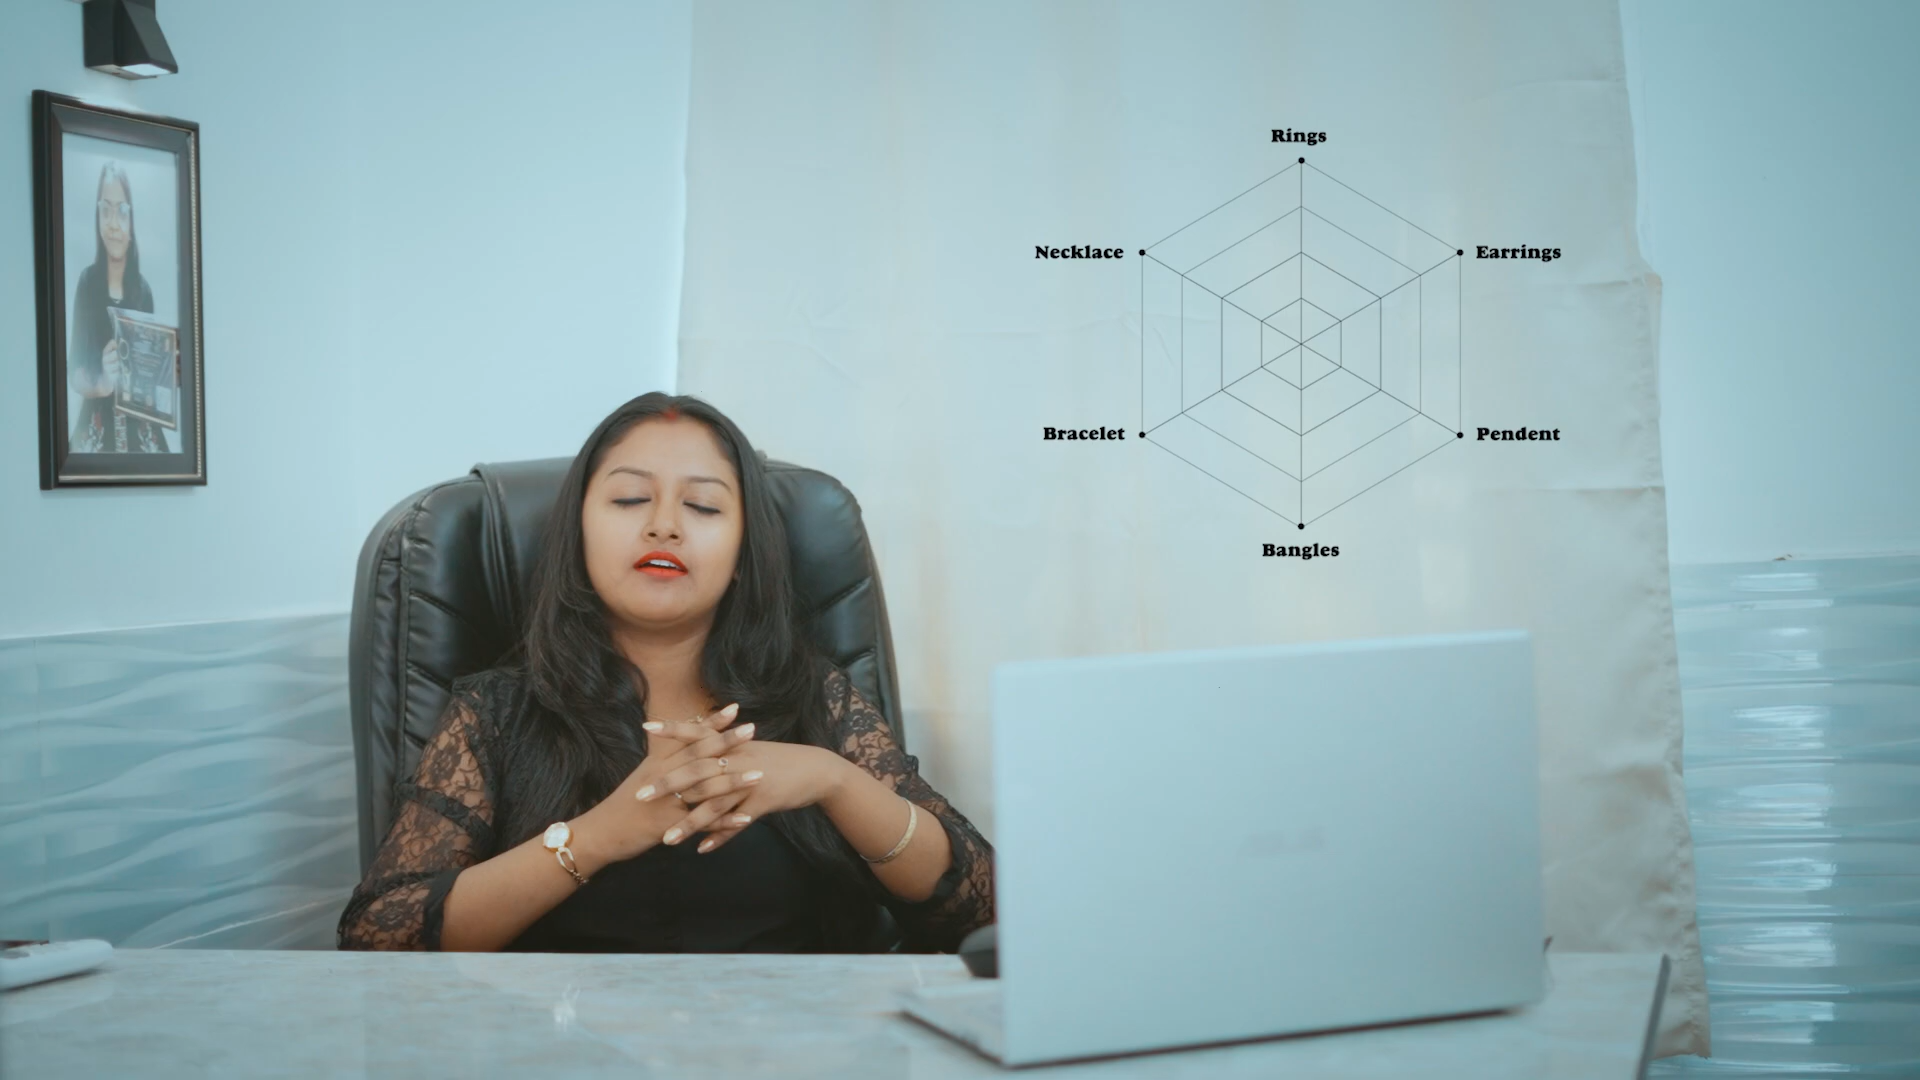 Rings
Necklace
Earrings
Bracelet
Pendent
Bangles